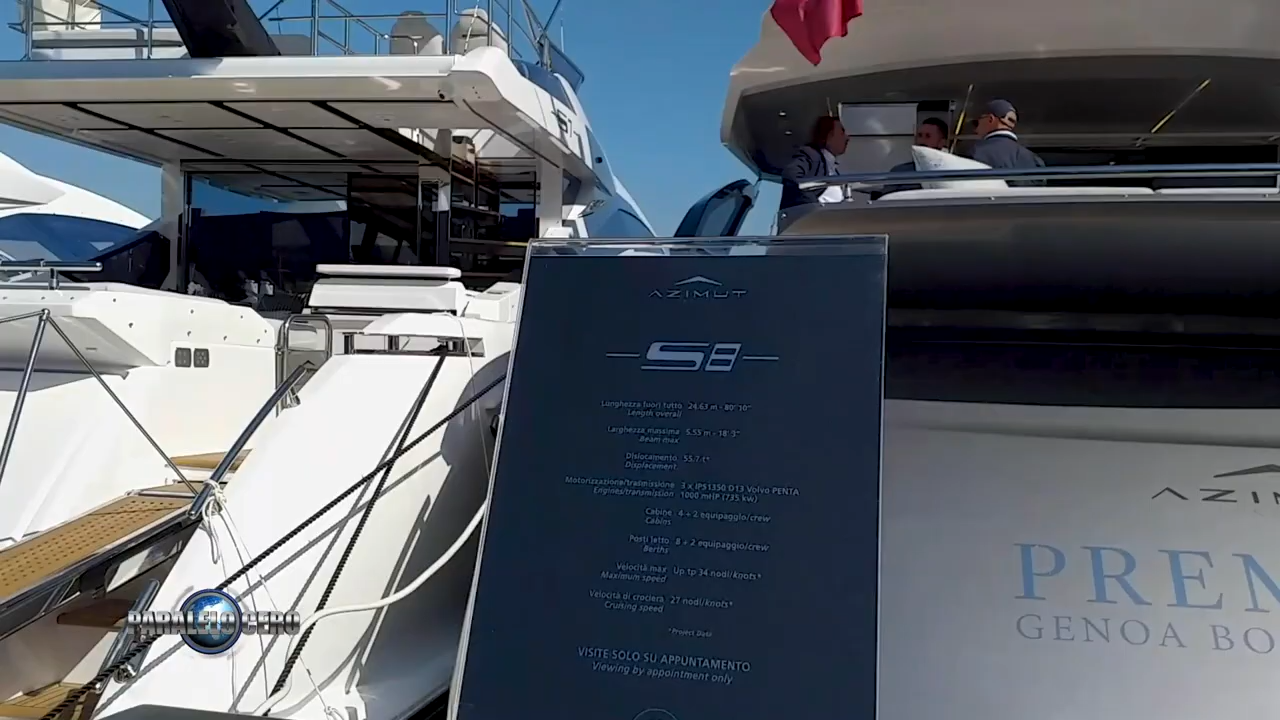 AZIMUT
S8
Longhezza fuori tutto 24.63 m - 80' 10"
Length overall
Larghezza massima 5.55 m - 18' 3"
Beam max
Dislocamento 55.7 t*
Displacement
Motorizzazione/trasmissione 3 x IPS1350 D13 Volvo PENTA
Engines/transmission 1000 mHP (735 kw)
Cabine 4 + 2 equipaggio/crew
Cabins
Posti letto 8 + 2 equipaggio/crew
Berths
Velocità max Up tp 34 nodi/knots*
Maximum speed
Velocità di crociera 27 nodi/knots*
Cruising speed
*Project Data
VISITE SOLO SU APPUNTAMENTO
Viewing by appointment only
AZIM
PREM
GENOA BO
PARALELO CERO